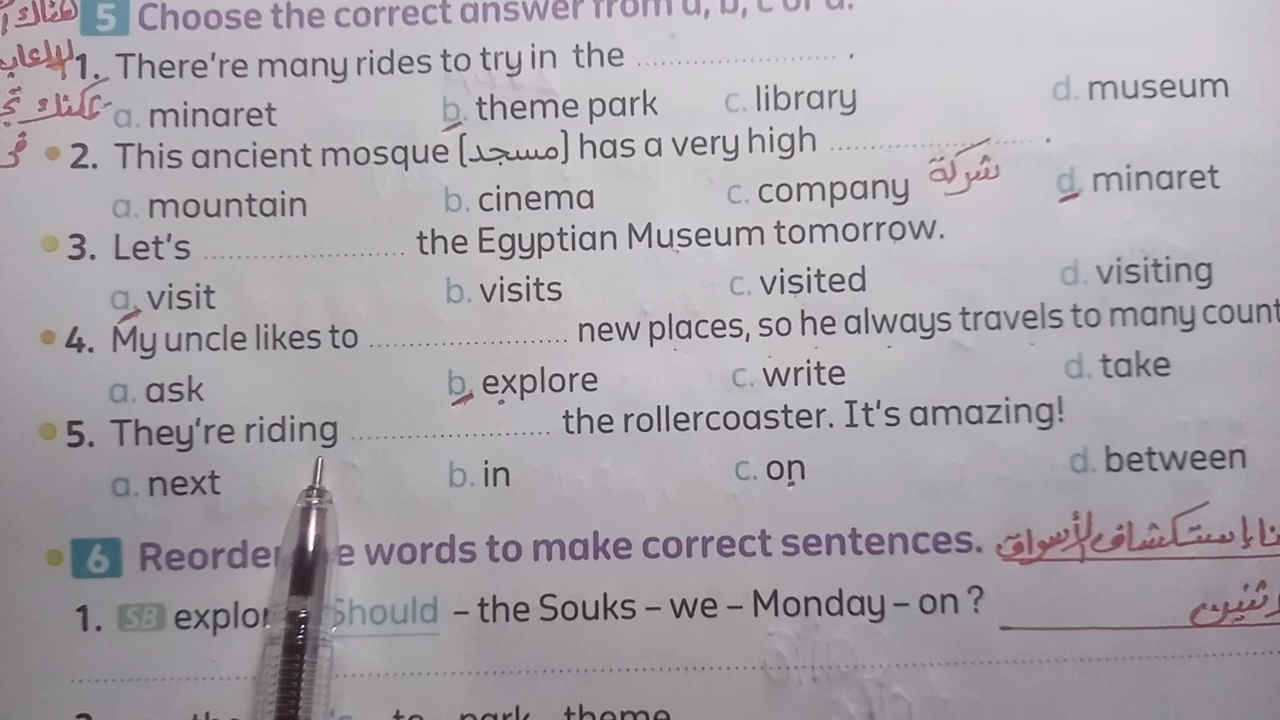 5 Choose the correct answer from a, b, c or d.
1. There're many rides to try in the .
a. minaret b. theme park c. library d. museum
2. This ancient mosque (مسجد) has a very high .
a. mountain b. cinema c. company شركة d. minaret
3. Let's the Egyptian Museum tomorrow.
a. visit b. visits c. visited d. visiting
4. My uncle likes to new places, so he always travels to many count
a. ask b. explore c. write d. take
5. They're riding the rollercoaster. It's amazing!
a. next b. in c. on d. between
6 Reorder e words to make correct sentences.
1. SB explor Should – the Souks – we – Monday – on ?
to park theme